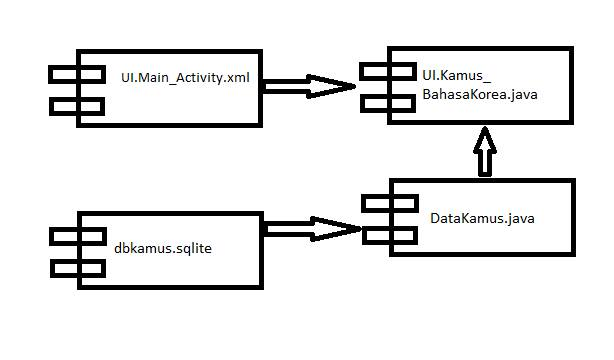 UI.Main_Activity.xml
UI.Kamus_
BahasaKorea.java
DataKamus.java
dbkamus.sqlite